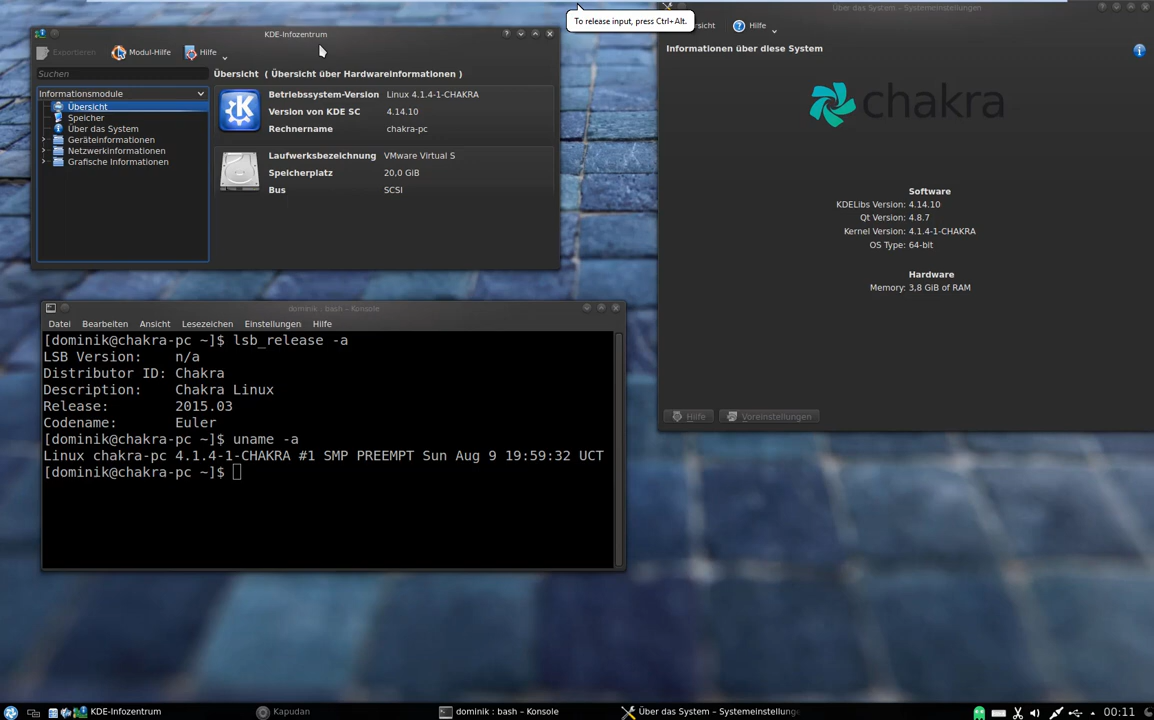 To release input, press Ctrl+Alt.
KDE-Infozentrum
Exportieren
Modul-Hilfe
Hilfe
Suchen
Informationsmodule
Übersicht
Speicher
Über das System
Geräteinformationen
Netzwerkinformationen
Grafische Informationen
Übersicht ( Übersicht über Hardwareinformationen )
Betriebssystem-Version Linux 4.1.4-1-CHAKRA
Version von KDE SC 4.14.10
Rechnername chakra-pc
Laufwerksbezeichnung VMware Virtual S
Speicherplatz 20,0 GiB
Bus SCSI
Über das System – Systemeinstellungen
Hilfe
Informationen über diese System
chakra
Software
KDELibs Version: 4.14.10
Qt Version: 4.8.7
Kernel Version: 4.1.4-1-CHAKRA
OS Type: 64-bit
Hardware
Memory: 3,8 GiB of RAM
Hilfe
Voreinstellungen
dominik : bash – Konsole
Datei Bearbeiten Ansicht Lesezeichen Einstellungen Hilfe
[dominik@chakra-pc ~]$ lsb_release -a
LSB Version: n/a
Distributor ID: Chakra
Description: Chakra Linux
Release: 2015.03
Codename: Euler
[dominik@chakra-pc ~]$ uname -a
Linux chakra-pc 4.1.4-1-CHAKRA #1 SMP PREEMPT Sun Aug 9 19:59:32 UCT
[dominik@chakra-pc ~]$
KDE-Infozentrum
Kapudan
dominik : bash – Konsole
Über das System – Systemeinstellung
00:11